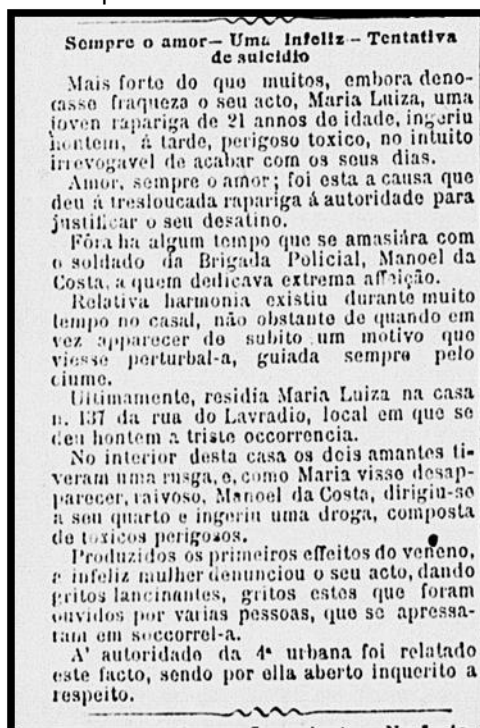 Sempre o amor — Uma Infeliz — Tentativa
de suicidio
Mais forte do que muitos, embora deno-
tasse fraqueza o seu acto, Maria Luiza, uma
joven rapariga de 21 annos de idade, ingeriu
hontem, á tarde, perigoso toxico, no intuito
irrevogavel de acabar com os seus dias.
Amor, sempre o amor; foi esta a causa que
deu á tresloucada rapariga á autoridade para
justificar o seu desatino.
Fôra ha algum tempo que se amasiára com
o soldado da Brigada Policial, Manoel da
Costa, a quem dedicava extrema affeição.
Relativa harmonia existiu durante muito
tempo no casal, não obstante de quando em
vez apparecer de subito um motivo que
viesse perturbal-a, guiada sempre pelo
ciume.
Ultimamente, residia Maria Luiza na casa
n. 137 da rua do Lavradio, local em que se
deu hontem a triste occorrencia.
No interior desta casa os dois amantes ti-
veram uma rusga, e, como Maria visse desap-
parecer, raivoso, Manoel da Costa, dirigiu-se
a seu quarto e ingeriu uma droga, composta
de toxicos perigosos.
Produzidos os primeiros effeitos do veneno,
a infeliz mulher denunciou o seu acto, dando
gritos lancinantes, gritos estes que foram
ouvidos por varias pessoas, que se apressa-
ram em soccorrel-a.
A' autoridade da 4ª urbana foi relatado
este facto, sendo por ella aberto inquerito a
respeito.